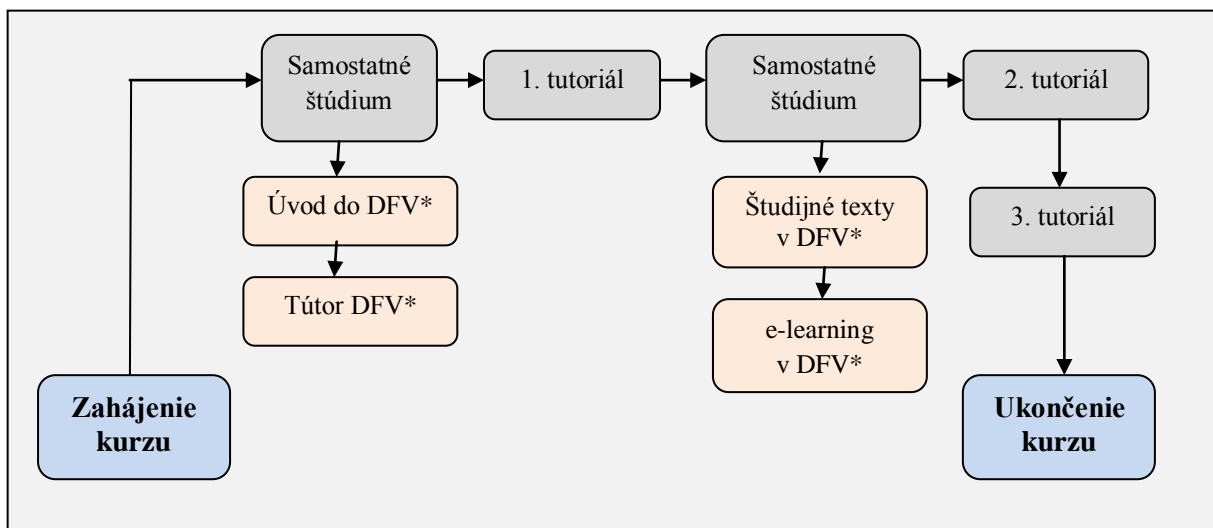 Samostatné
štúdium
1. tutoriál
Samostatné
štúdium
2. tutoriál
Úvod do DFV*
Študijné texty
v DFV*
3. tutoriál
Tútor DFV*
e-learning
v DFV*
Zahájenie
kurzu
Ukončenie
kurzu